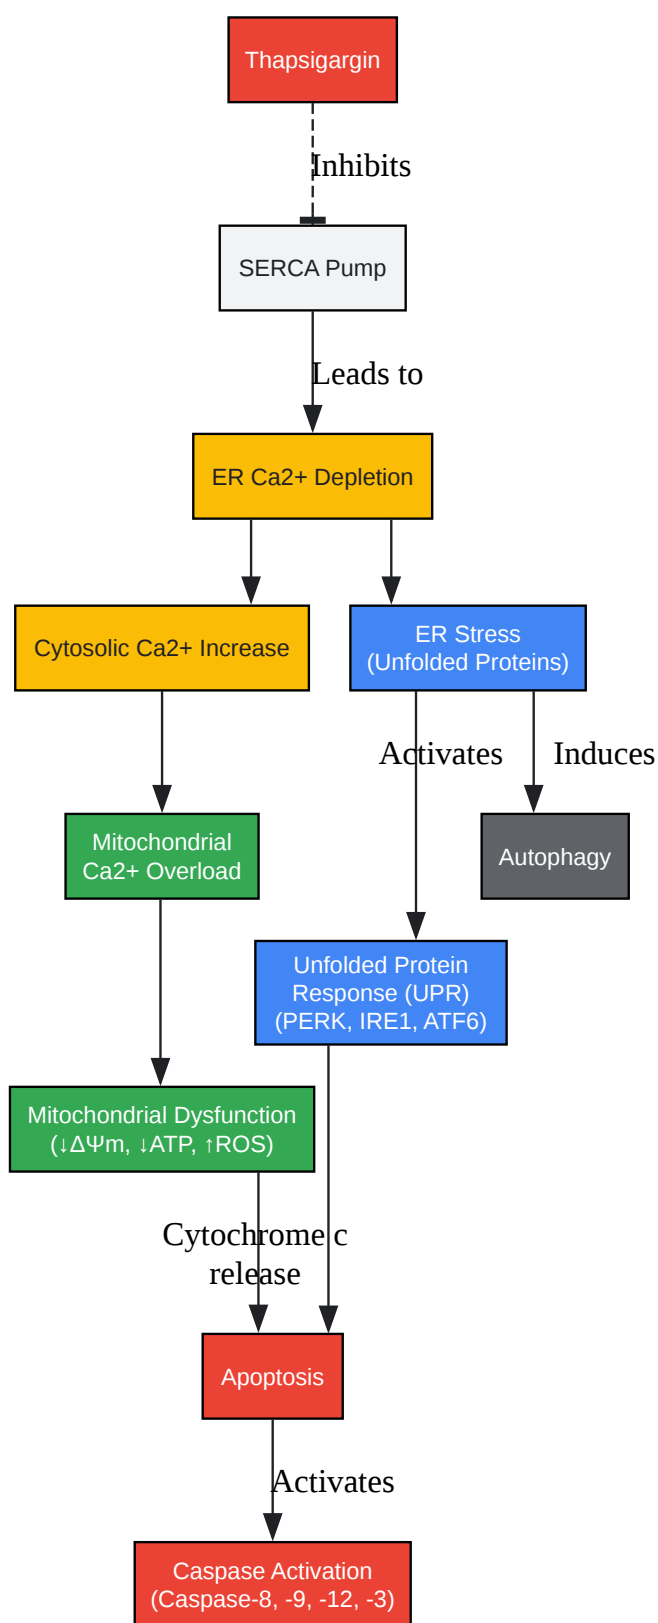 Thapsigargin
Inhibits
SERCA Pump
Leads to
ER Ca2+ Depletion
Cytosolic Ca2+ Increase
ER Stress
(Unfolded Proteins)
Activates
Induces
Mitochondrial
Ca2+ Overload
Autophagy
Unfolded Protein
Response (UPR)
(PERK, IRE1, ATF6)
Mitochondrial Dysfunction
(↓ΔΨm, ↓ATP, ↑ROS)
Cytochrome c
release
Apoptosis
Activates
Caspase Activation
(Caspase-8, -9, -12, -3)